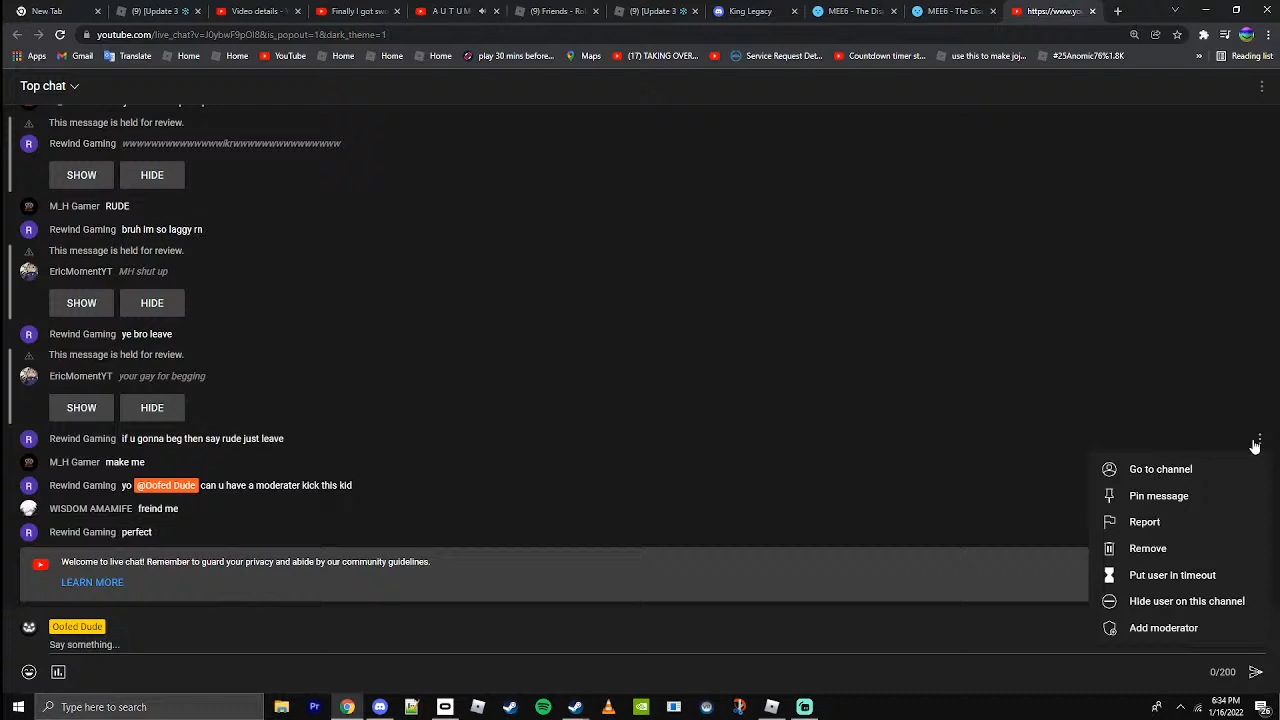 New Tab
[Update 3
Video details - Y
Finally I got swo
A U T U M
[9] Friends - Ro
[9] [Update 3
King Legacy
MEE6 - The Dis
MEE6 - The Dis
https://www.yo
youtube.com/live_chat?v=J0ybwF9pOl8&is_popout=1&dark_theme=1
Apps
Gmail
Translate
Home
Home
YouTube
Home
Home
Home
play 30 mins before...
Maps
(17) TAKING OVER...
Service Request Det...
Countdown timer st...
use this to make joj...
#25Anomic76%1.8K
»
Reading list
Top chat
This message is held for review.
Rewind Gaming wwwwwwwwwwwwwwikrwwwwwwwwwwwwwww
SHOW HIDE
M_H Gamer RUDE
Rewind Gaming bruh im so laggy rn
This message is held for review.
EricMomentYT MH shut up
SHOW HIDE
Rewind Gaming ye bro leave
This message is held for review.
EricMomentYT your gay for begging
SHOW HIDE
Rewind Gaming if u gonna beg then say rude just leave
M_H Gamer make me
Rewind Gaming yo @Oofed Dude can u have a moderater kick this kid
WISDOM AMAMIFE freind me
Rewind Gaming perfect
Welcome to live chat! Remember to guard your privacy and abide by our community guidelines.
LEARN MORE
Go to channel
Pin message
Report
Remove
Put user in timeout
Hide user on this channel
Add moderator
Oofed Dude
Say something...
0/200
Type here to search
6:34 PM
1/16/2022
26